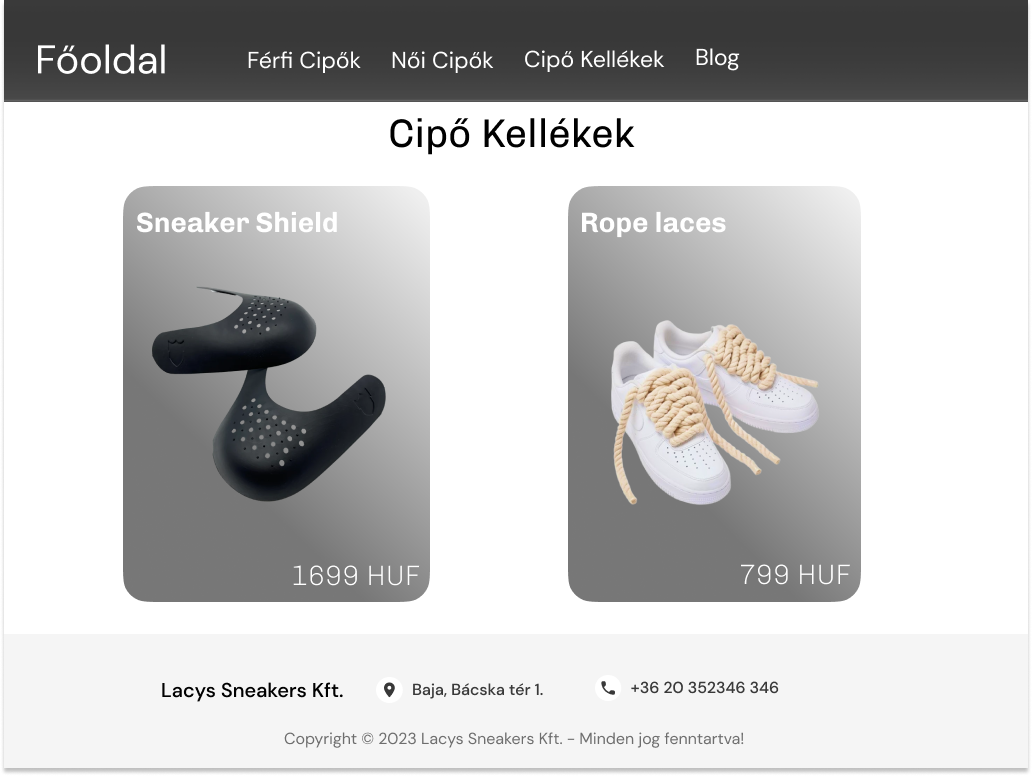 Főoldal
Férfi Cipők
Női Cipők
Cipő Kellékek
Blog
Cipő Kellékek
Sneaker Shield
1699 HUF
Rope laces
799 HUF
Lacys Sneakers Kft.
Baja, Bácska tér 1.
+36 20 352346 346
Copyright © 2023 Lacys Sneakers Kft. - Minden jog fenntartva!